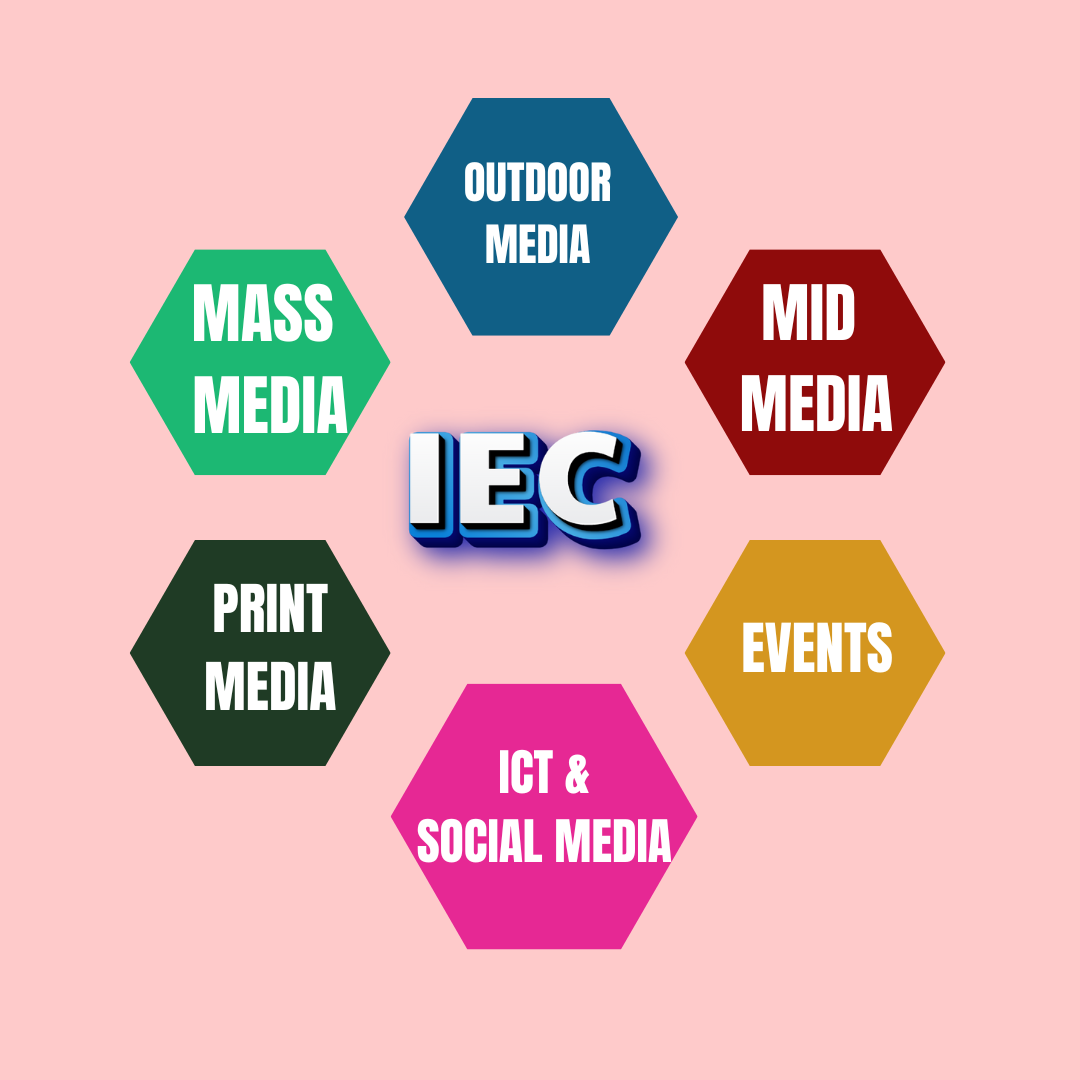 OUTDOOR
MEDIA
MASS
MEDIA
MID
MEDIA
IEC
PRINT
MEDIA
EVENTS
ICT &
SOCIAL MEDIA